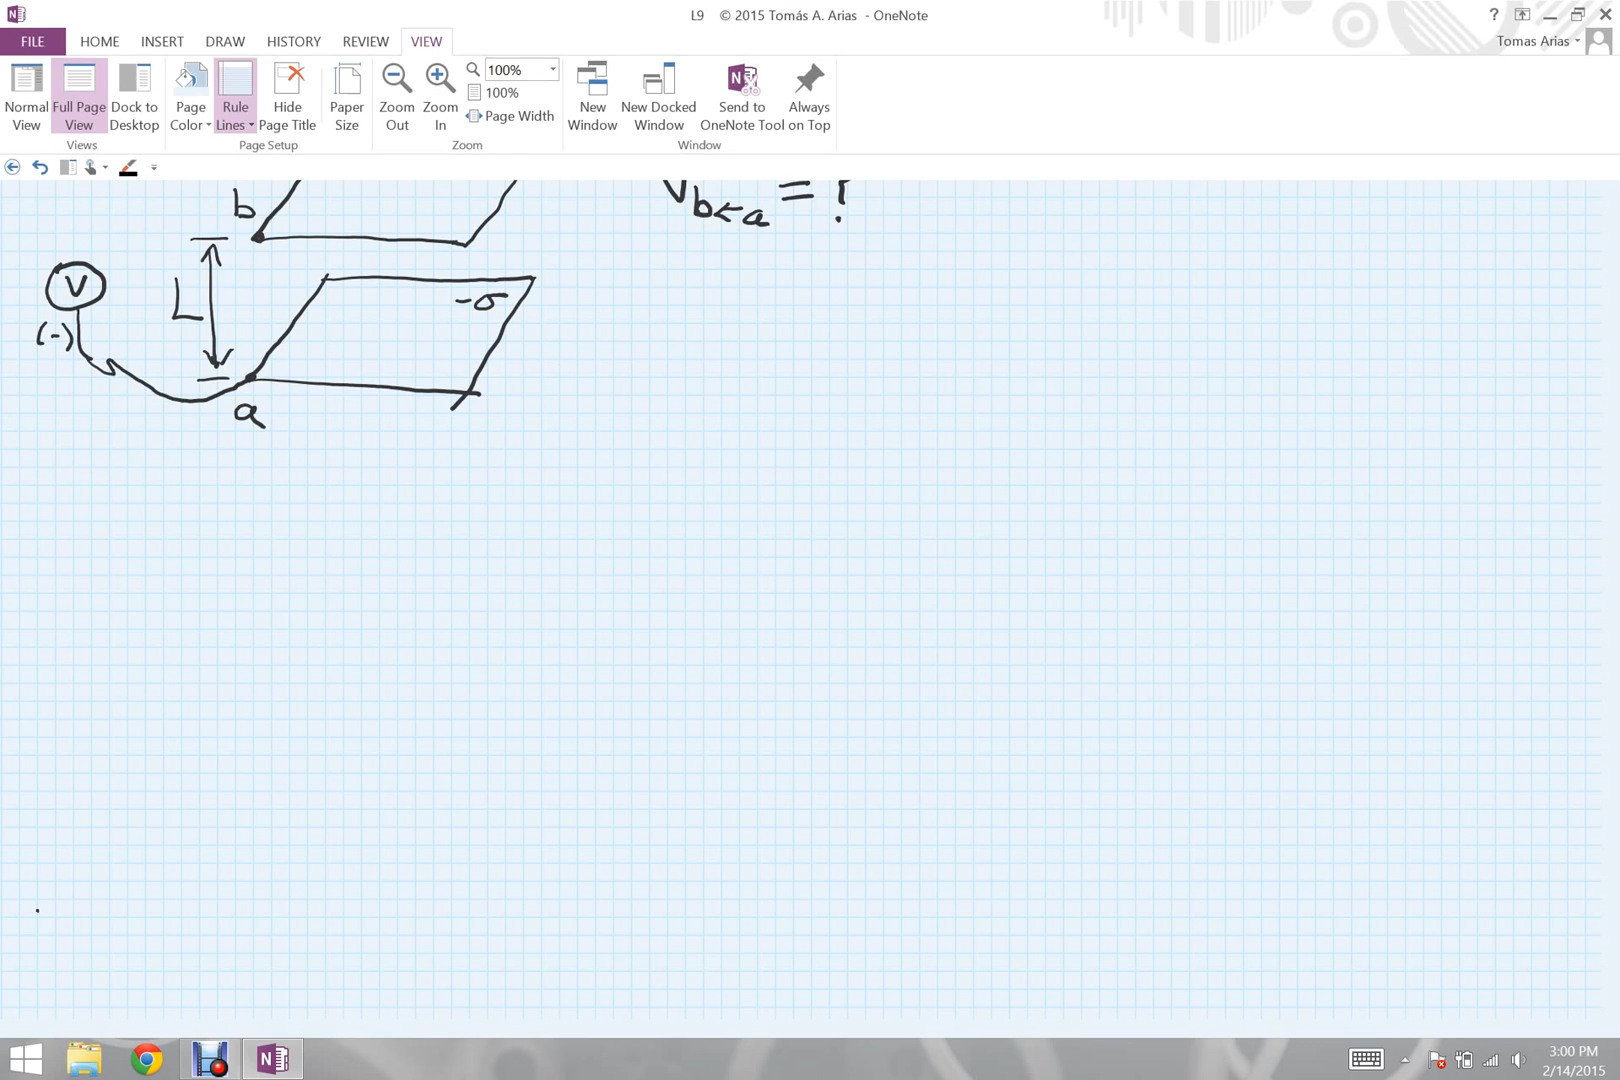 L9 © 2015 Tomás A. Arias - OneNote
?
FILE HOME INSERT DRAW HISTORY REVIEW VIEW
Tomas Arias
Normal View
Full Page View
Dock to Desktop
Page Color
Rule Lines
Hide Page Title
Paper Size
Zoom Out
Zoom In
100%
100%
Page Width
New Window
New Docked Window
Send to OneNote Tool
Always on Top
Views
Page Setup
Zoom
Window
b
V b<a = ?
V
L
-σ
(-)
a
3:00 PM
2/14/2015